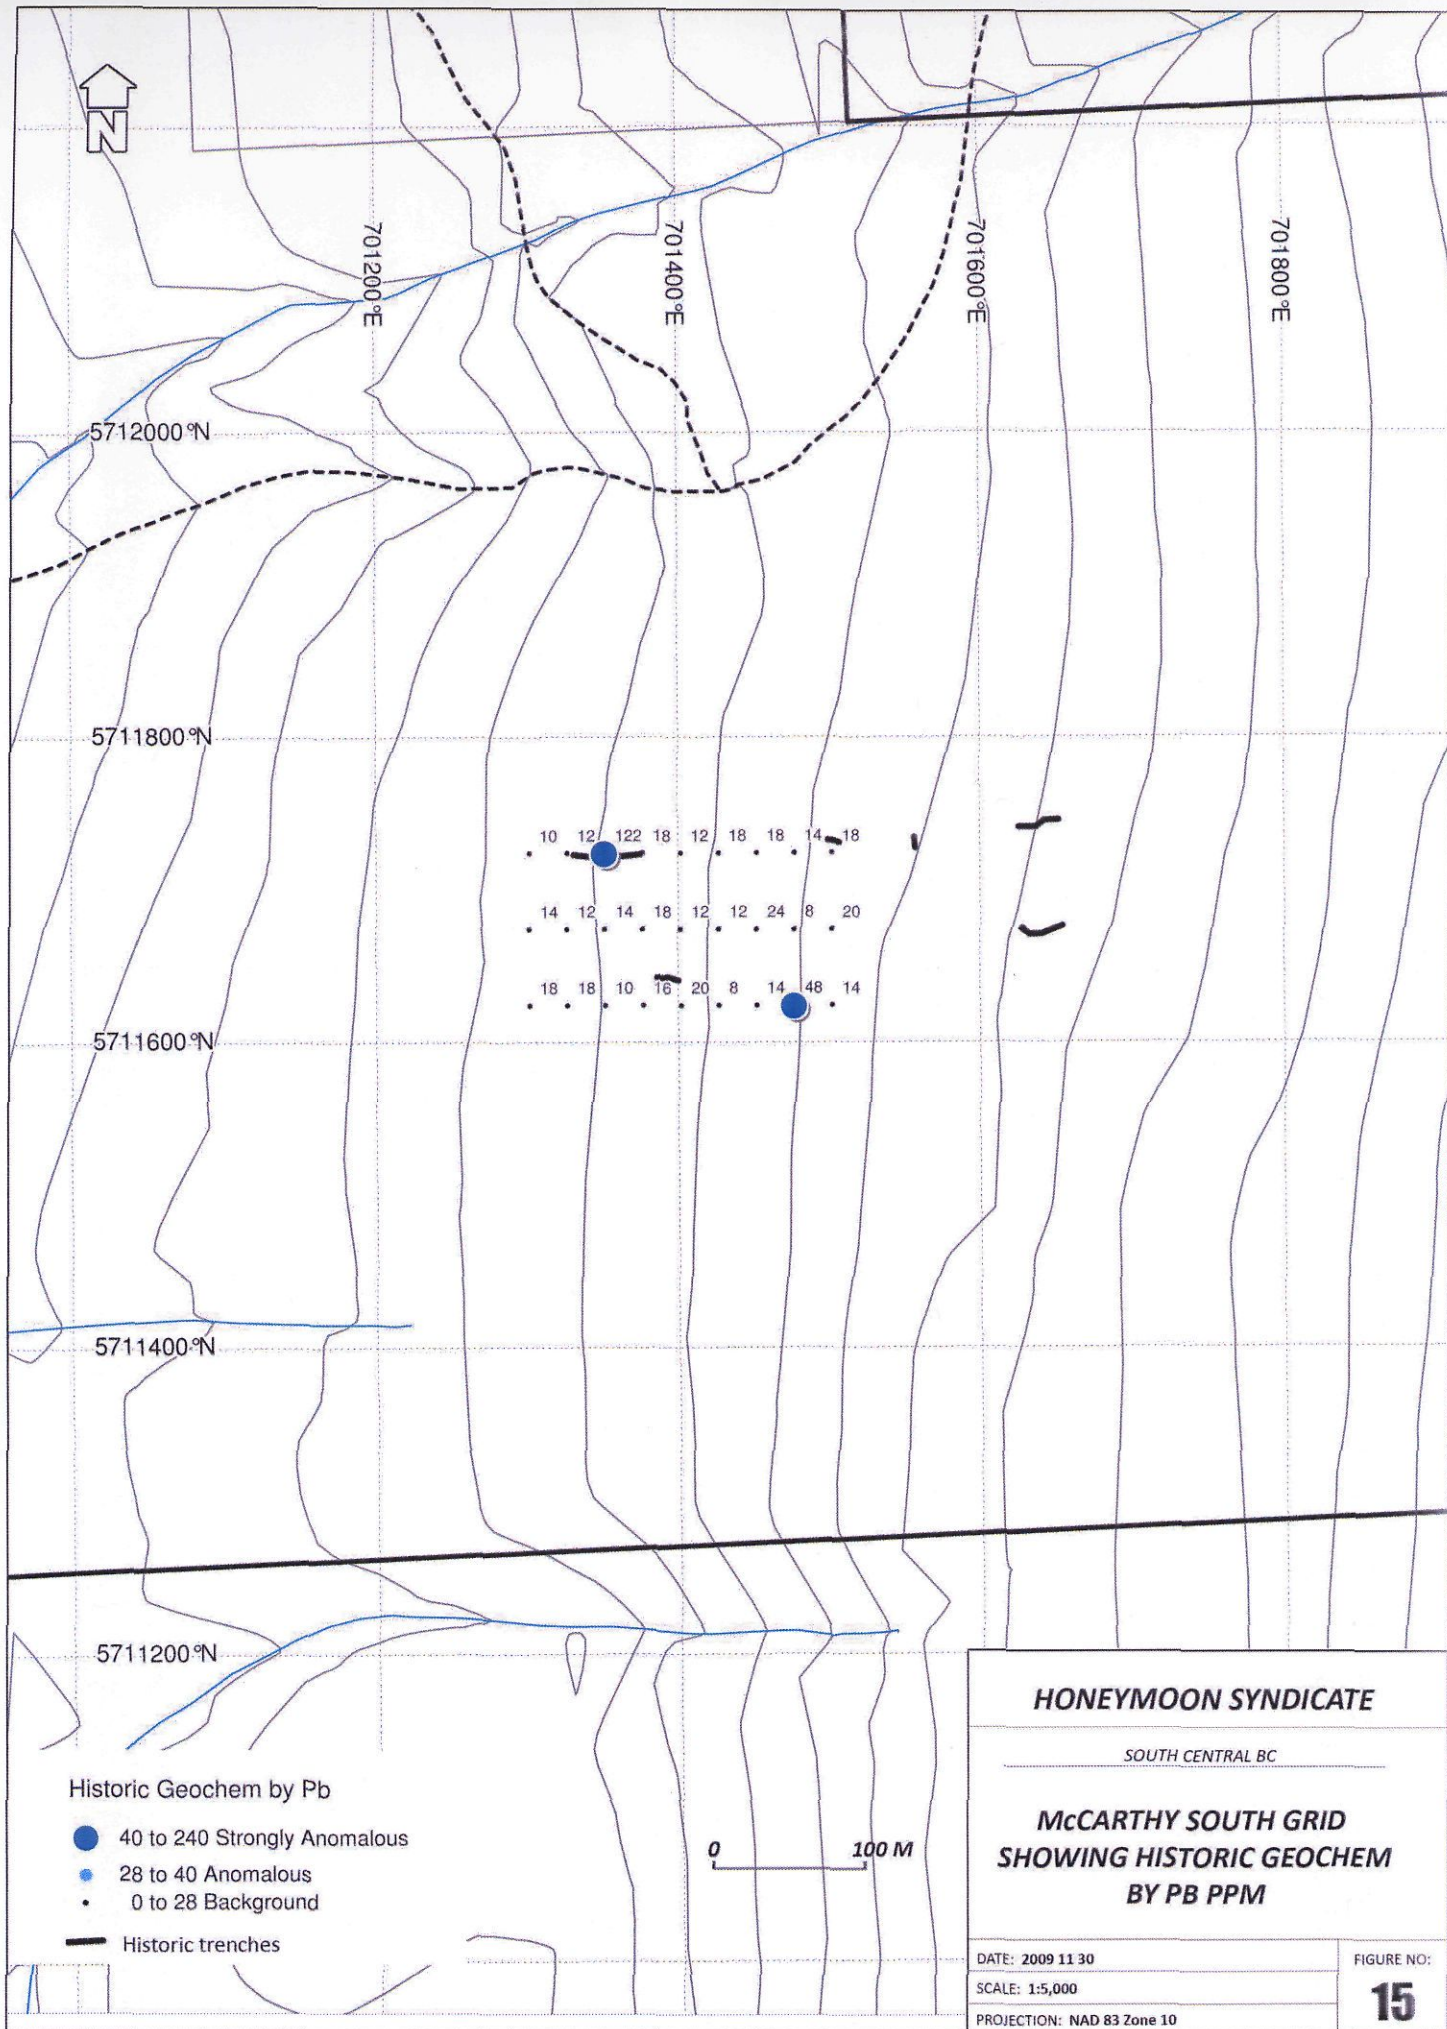 N
701200°E
701400°E
701600°E
701800°E
5712000°N
5711800°N
10 12 122 18 12 18 18 14 18
14 12 14 18 12 12 24 8 20
18 18 10 16 20 8 14 48 14
5711600°N
5711400°N
5711200°N
Historic Geochem by Pb
40 to 240 Strongly Anomalous
28 to 40 Anomalous
0 to 28 Background
Historic trenches
0 100 M
HONEYMOON SYNDICATE
SOUTH CENTRAL BC
McCARTHY SOUTH GRID
SHOWING HISTORIC GEOCHEM
BY PB PPM
DATE: 2009 11 30
SCALE: 1:5,000
PROJECTION: NAD 83 Zone 10
FIGURE NO:
15